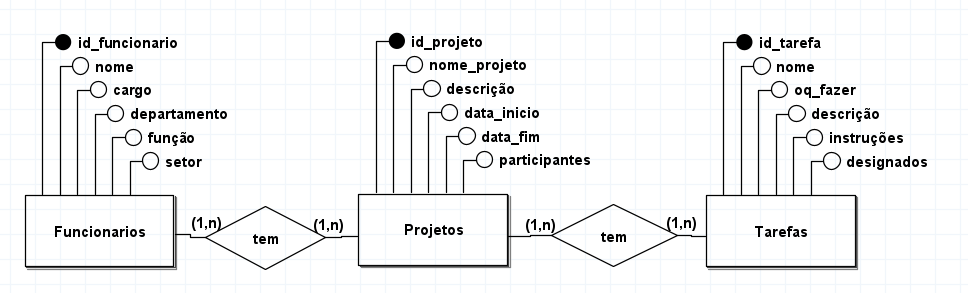 id_funcionario
nome
cargo
departamento
função
setor
Funcionarios
(1,n)
tem
(1,n)
id_projeto
nome_projeto
descrição
data_inicio
data_fim
participantes
Projetos
(1,n)
tem
(1,n)
id_tarefa
nome
oq_fazer
descrição
instruções
designados
Tarefas